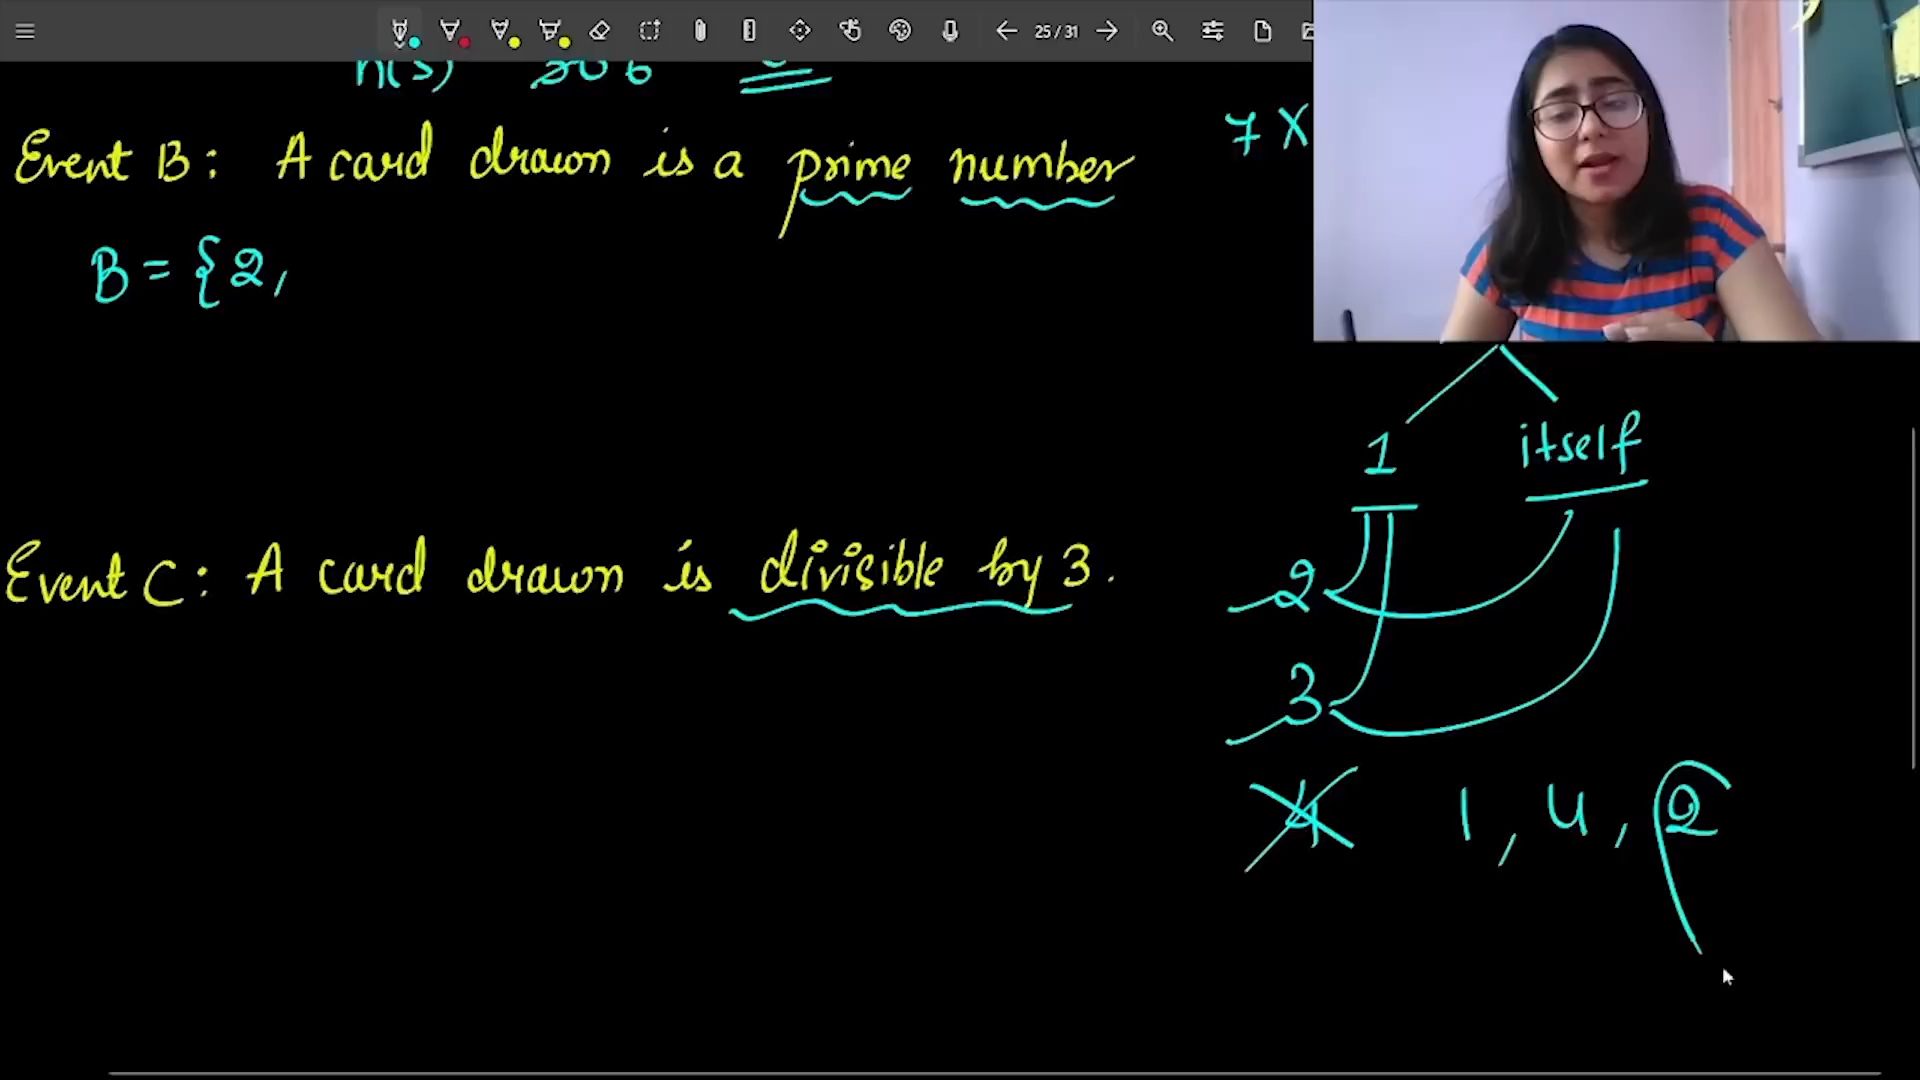 25 / 31
n(s)
Event B: A card drawn is a prime number
7 X
B = {2,
1 itself
Event C: A card drawn is divisible by 3.
2
3
4 1, 4, 2